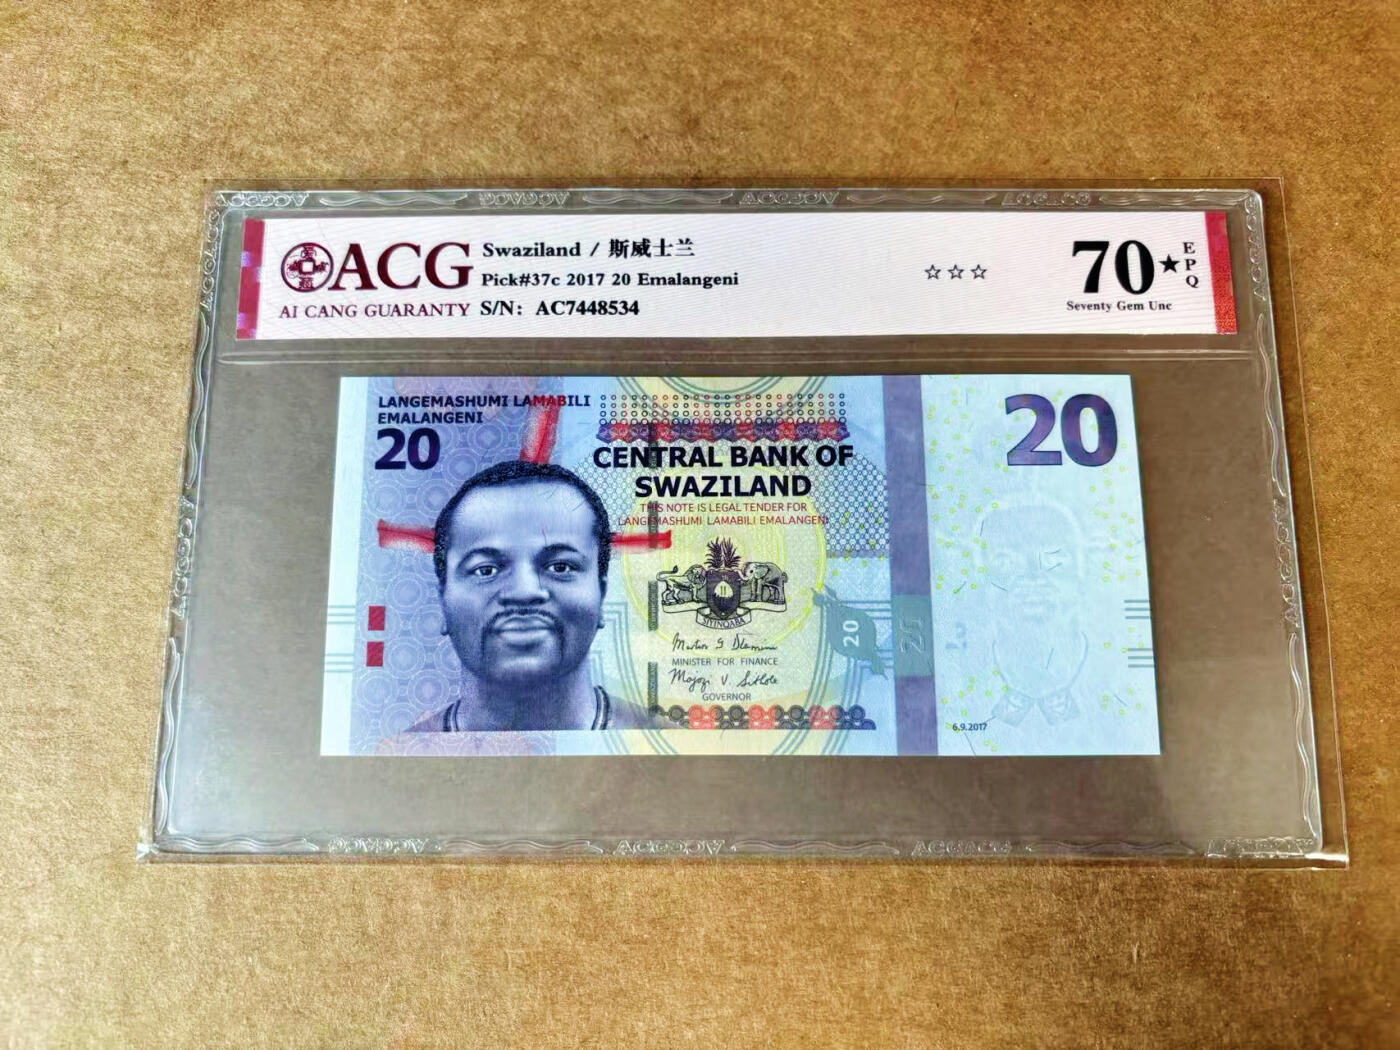 ACG
AI CANG GUARANTY
Swaziland / 斯威士兰
Pick#37c 2017 20 Emalangeni
S/N: AC7448534
☆☆☆
70★
EPQ
Seventy Gem Unc
LANGEMASHUMI LAMABILI
EMALANGENI
20
CENTRAL BANK OF
SWAZILAND
THIS NOTE IS LEGAL TENDER FOR
LANGEMASHUMI LAMABILI EMALANGENI
SIYINQABA
MINISTER FOR FINANCE
GOVERNOR
20
20
20
6.9.2017